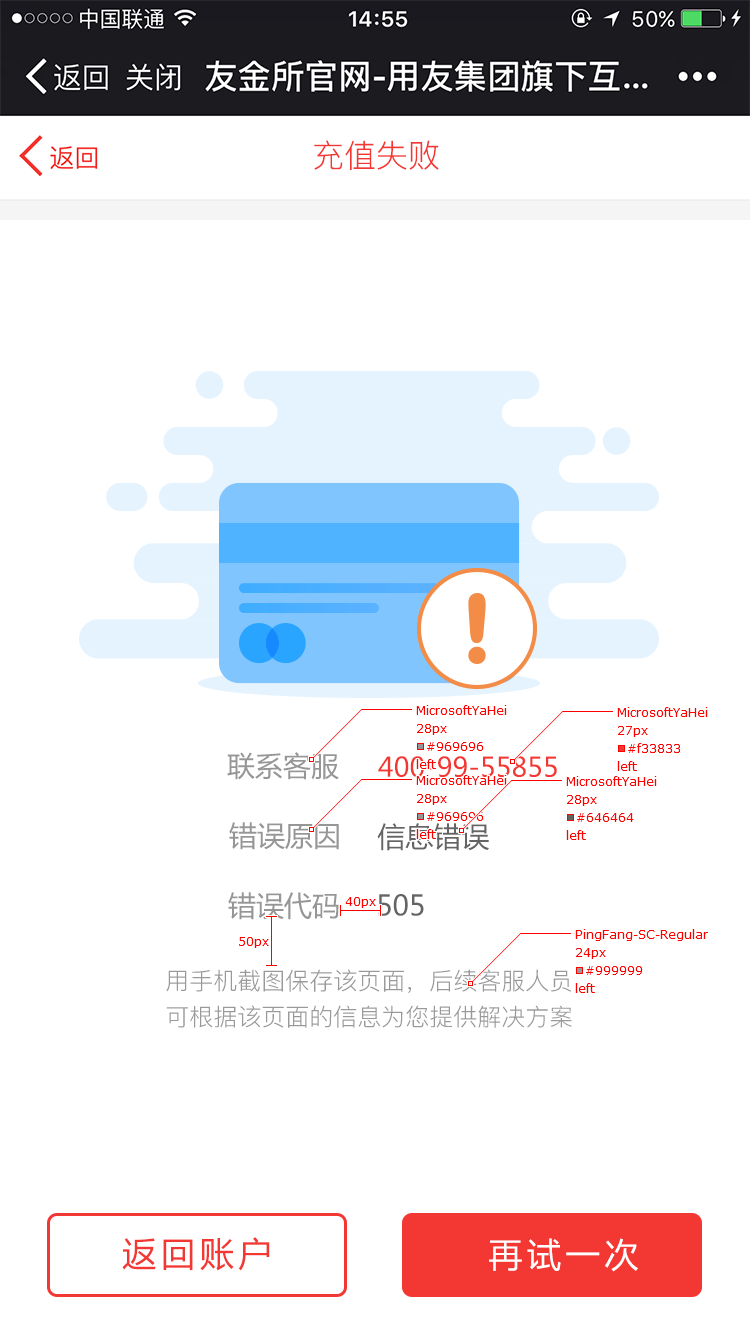 中国联通 14:55 50%
返回 关闭 友金所官网-用友集团旗下互...
返回 充值失败
MicrosoftYaHei
28px
#969696
left
MicrosoftYaHei
27px
#f33833
left
联系客服 400-99-55855
MicrosoftYaHei
28px
#969696
left
MicrosoftYaHei
28px
#646464
left
错误原因 信息错误
错误代码 40px 505
50px
PingFang-SC-Regular
24px
#999999
left
用手机截图保存该页面，后续客服人员
可根据该页面的信息为您提供解决方案
返回账户 再试一次